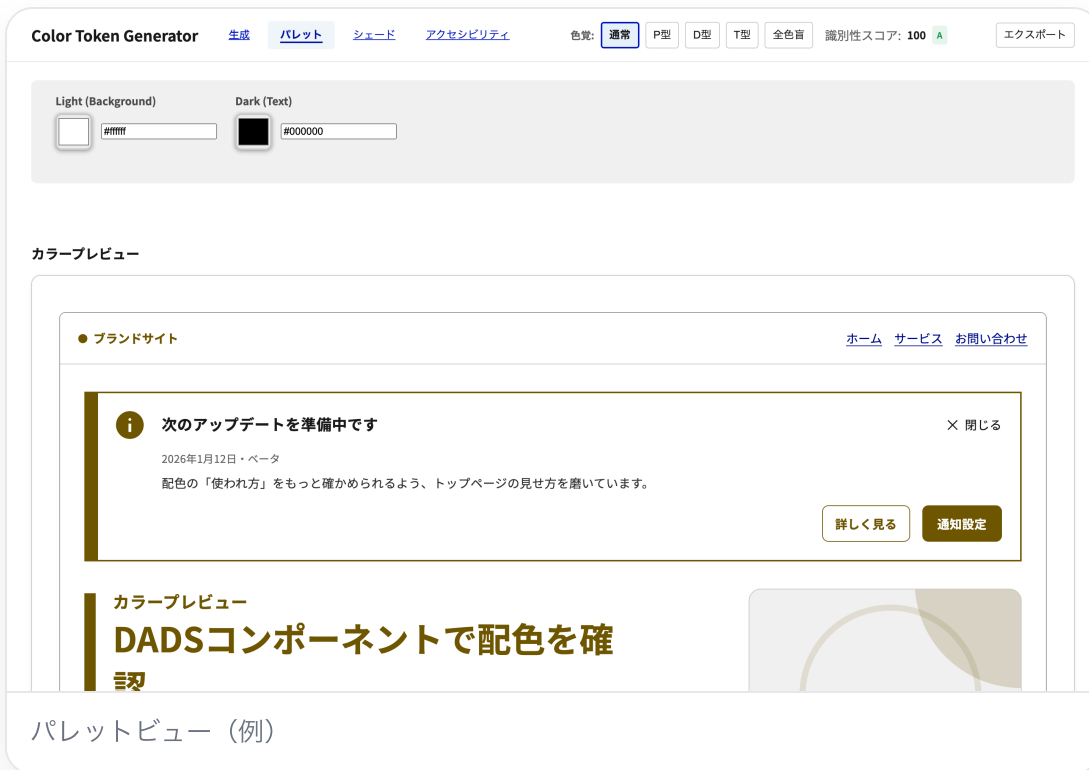 Color Token Generator 生成 パレット シェード アクセシビリティ 色覚: 通常 P型 D型 T型 全色盲 識別性スコア: 100 A エクスポート
Light (Background) Dark (Text)
#ffffff #000000
カラープレビュー
ブランドサイト ホーム サービス お問い合わせ
次のアップデートを準備中です 閉じる
2026年1月12日・ベータ
配色の「使われ方」をもっと確かめられるよう、トップページの見せ方を磨いています。
詳しく見る 通知設定
カラープレビュー
DADSコンポーネントで配色を確
認
パレットビュー（例）